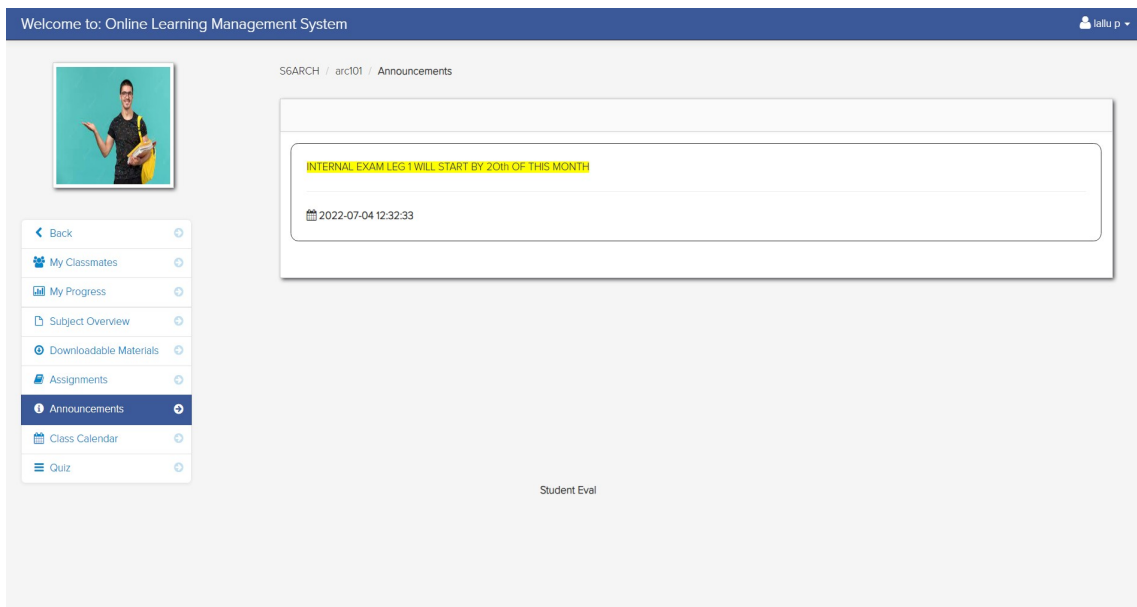 Welcome to: Online Learning Management System
lallu p
S6ARCH / arc101 / Announcements
INTERNAL EXAM LEG 1 WILL START BY 20th OF THIS MONTH
2022-07-04 12:32:33
Back
My Classmates
My Progress
Subject Overview
Downloadable Materials
Assignments
Announcements
Class Calendar
Quiz
Student Eval